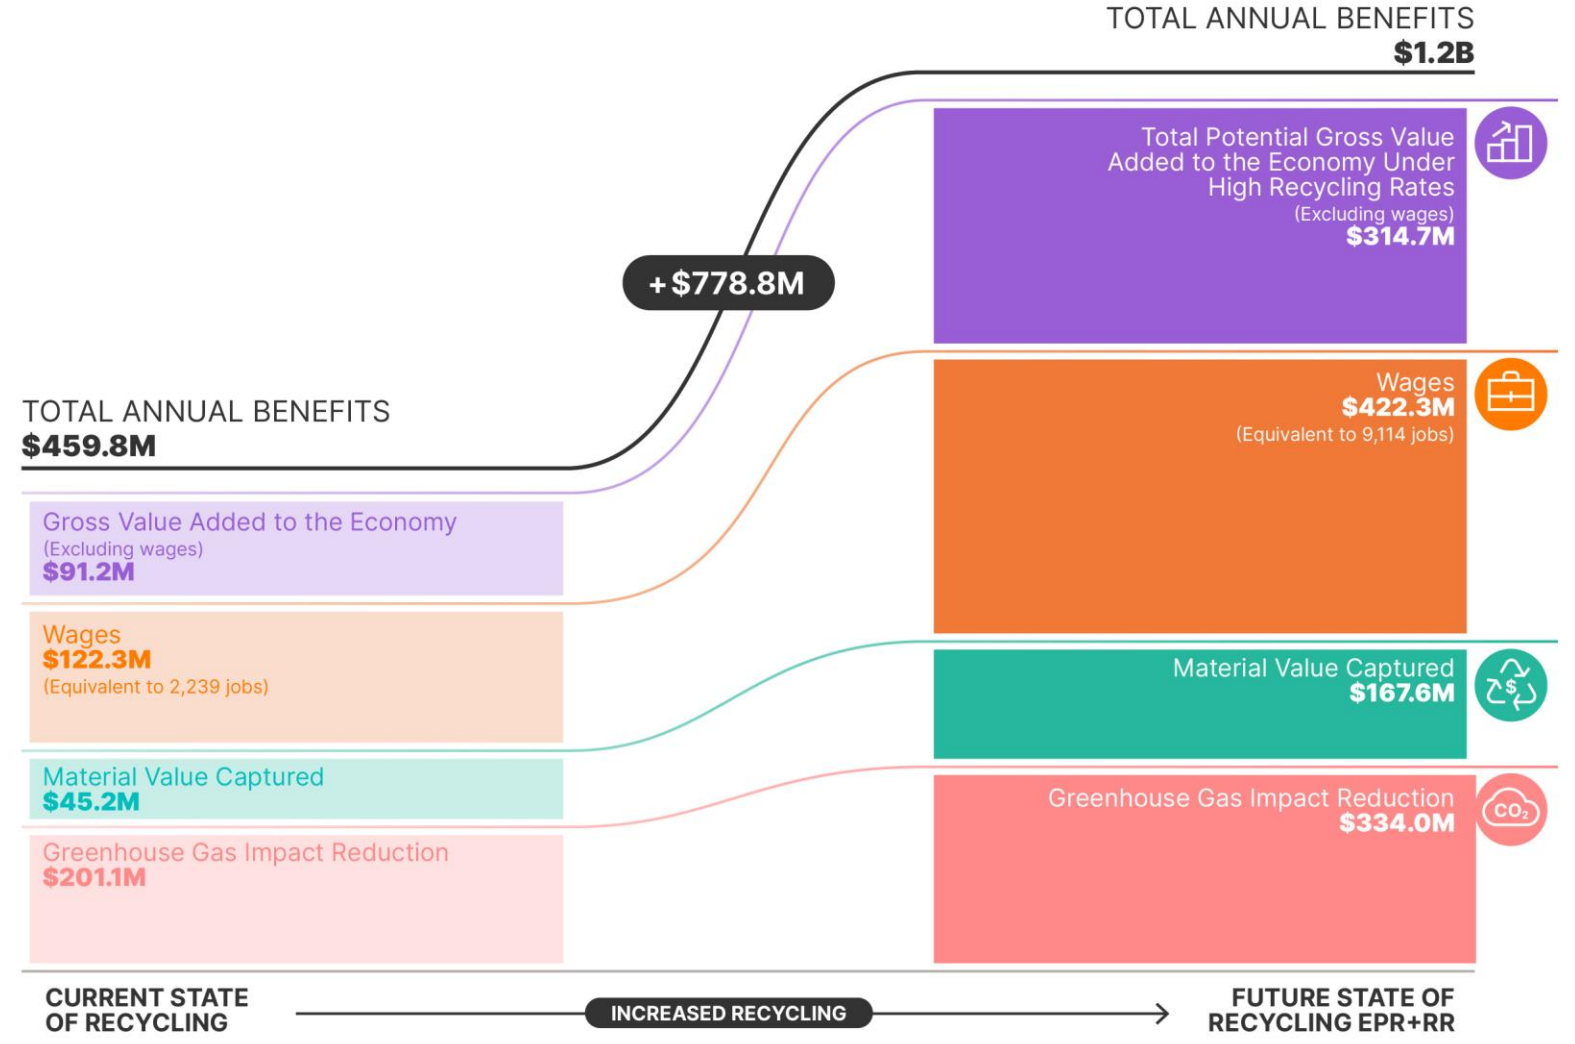 TOTAL ANNUAL BENEFITS
$1.2B
Total Potential Gross Value
Added to the Economy Under
High Recycling Rates
(Excluding wages)
$314.7M
+$778.8M
Wages
$422.3M
(Equivalent to 9,114 jobs)
TOTAL ANNUAL BENEFITS
$459.8M
Gross Value Added to the Economy
(Excluding wages)
$91.2M
Wages
$122.3M
(Equivalent to 2,239 jobs)
Material Value Captured
$167.6M
$
Material Value Captured
$45.2M
Greenhouse Gas Impact Reduction
$334.0M
CO₂
Greenhouse Gas Impact Reduction
$201.1M
CURRENT STATE
OF RECYCLING
INCREASED RECYCLING
FUTURE STATE OF
RECYCLING EPR+RR